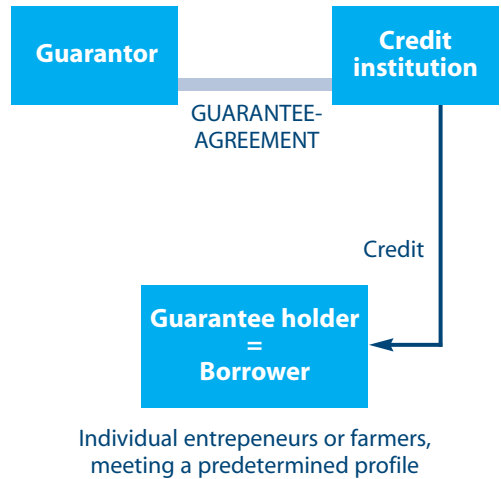 Guarantor
Credit
institution
GUARANTEE-
AGREEMENT
Credit
Guarantee holder
=
Borrower
Individual entrepeneurs or farmers,
meeting a predetermined profile